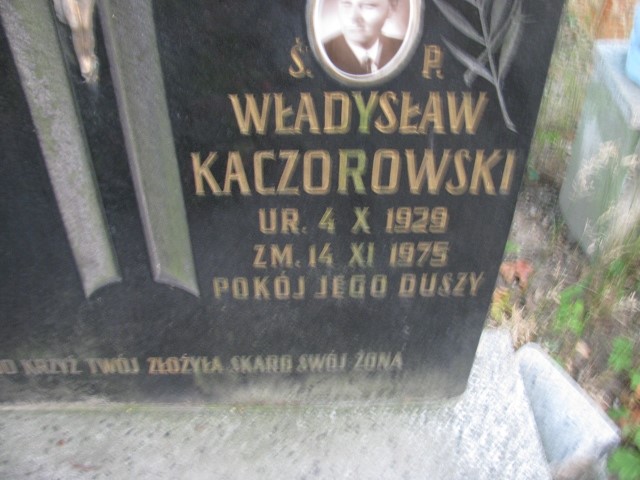 Ś. P.
WŁADYSŁAW
KACZOROWSKI
UR. 4 X 1929
ZM. 14 XI 1975
POKÓJ JEGO DUSZY
KRZYŻ TWÓJ ZŁOŻYŁA SKARB SWÓJ ŻONA